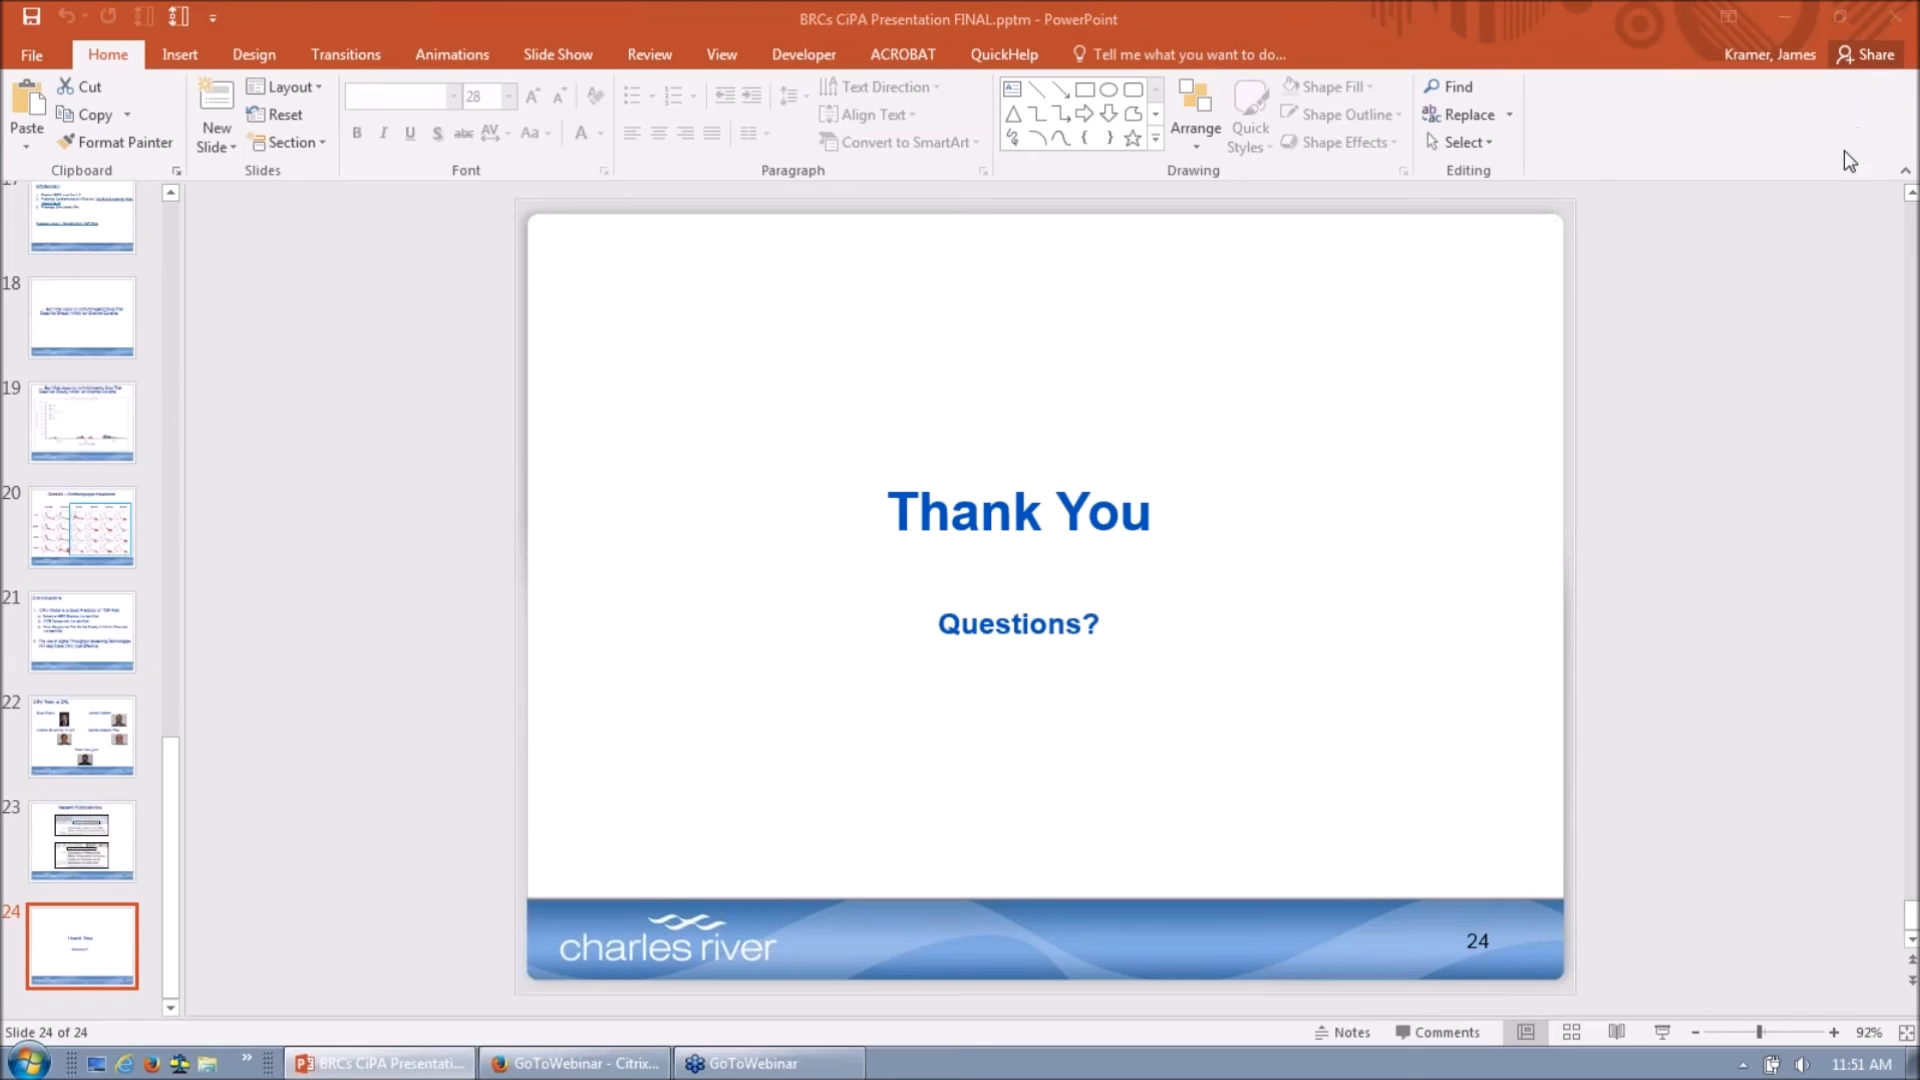 BRCs CiPA Presentation FINAL.pptm - PowerPoint
File Home Insert Design Transitions Animations Slide Show Review View Developer ACROBAT QuickHelp Tell me what you want to do... Kramer, James Share
Paste Cut Copy Format Painter
New Slide Layout Reset Section
28
Text Direction Align Text Convert to SmartArt
Arrange Quick Styles Shape Fill Shape Outline Shape Effects
Find Replace Select
Clipboard Slides Font Paragraph Drawing Editing
17
18
19
20
21
22
23
24
Thank You
Questions?
charles river 24
Slide 24 of 24 Notes Comments 92%
BRCs CiPA Presentati... GoToWebinar - Citrix... GoToWebinar 11:51 AM